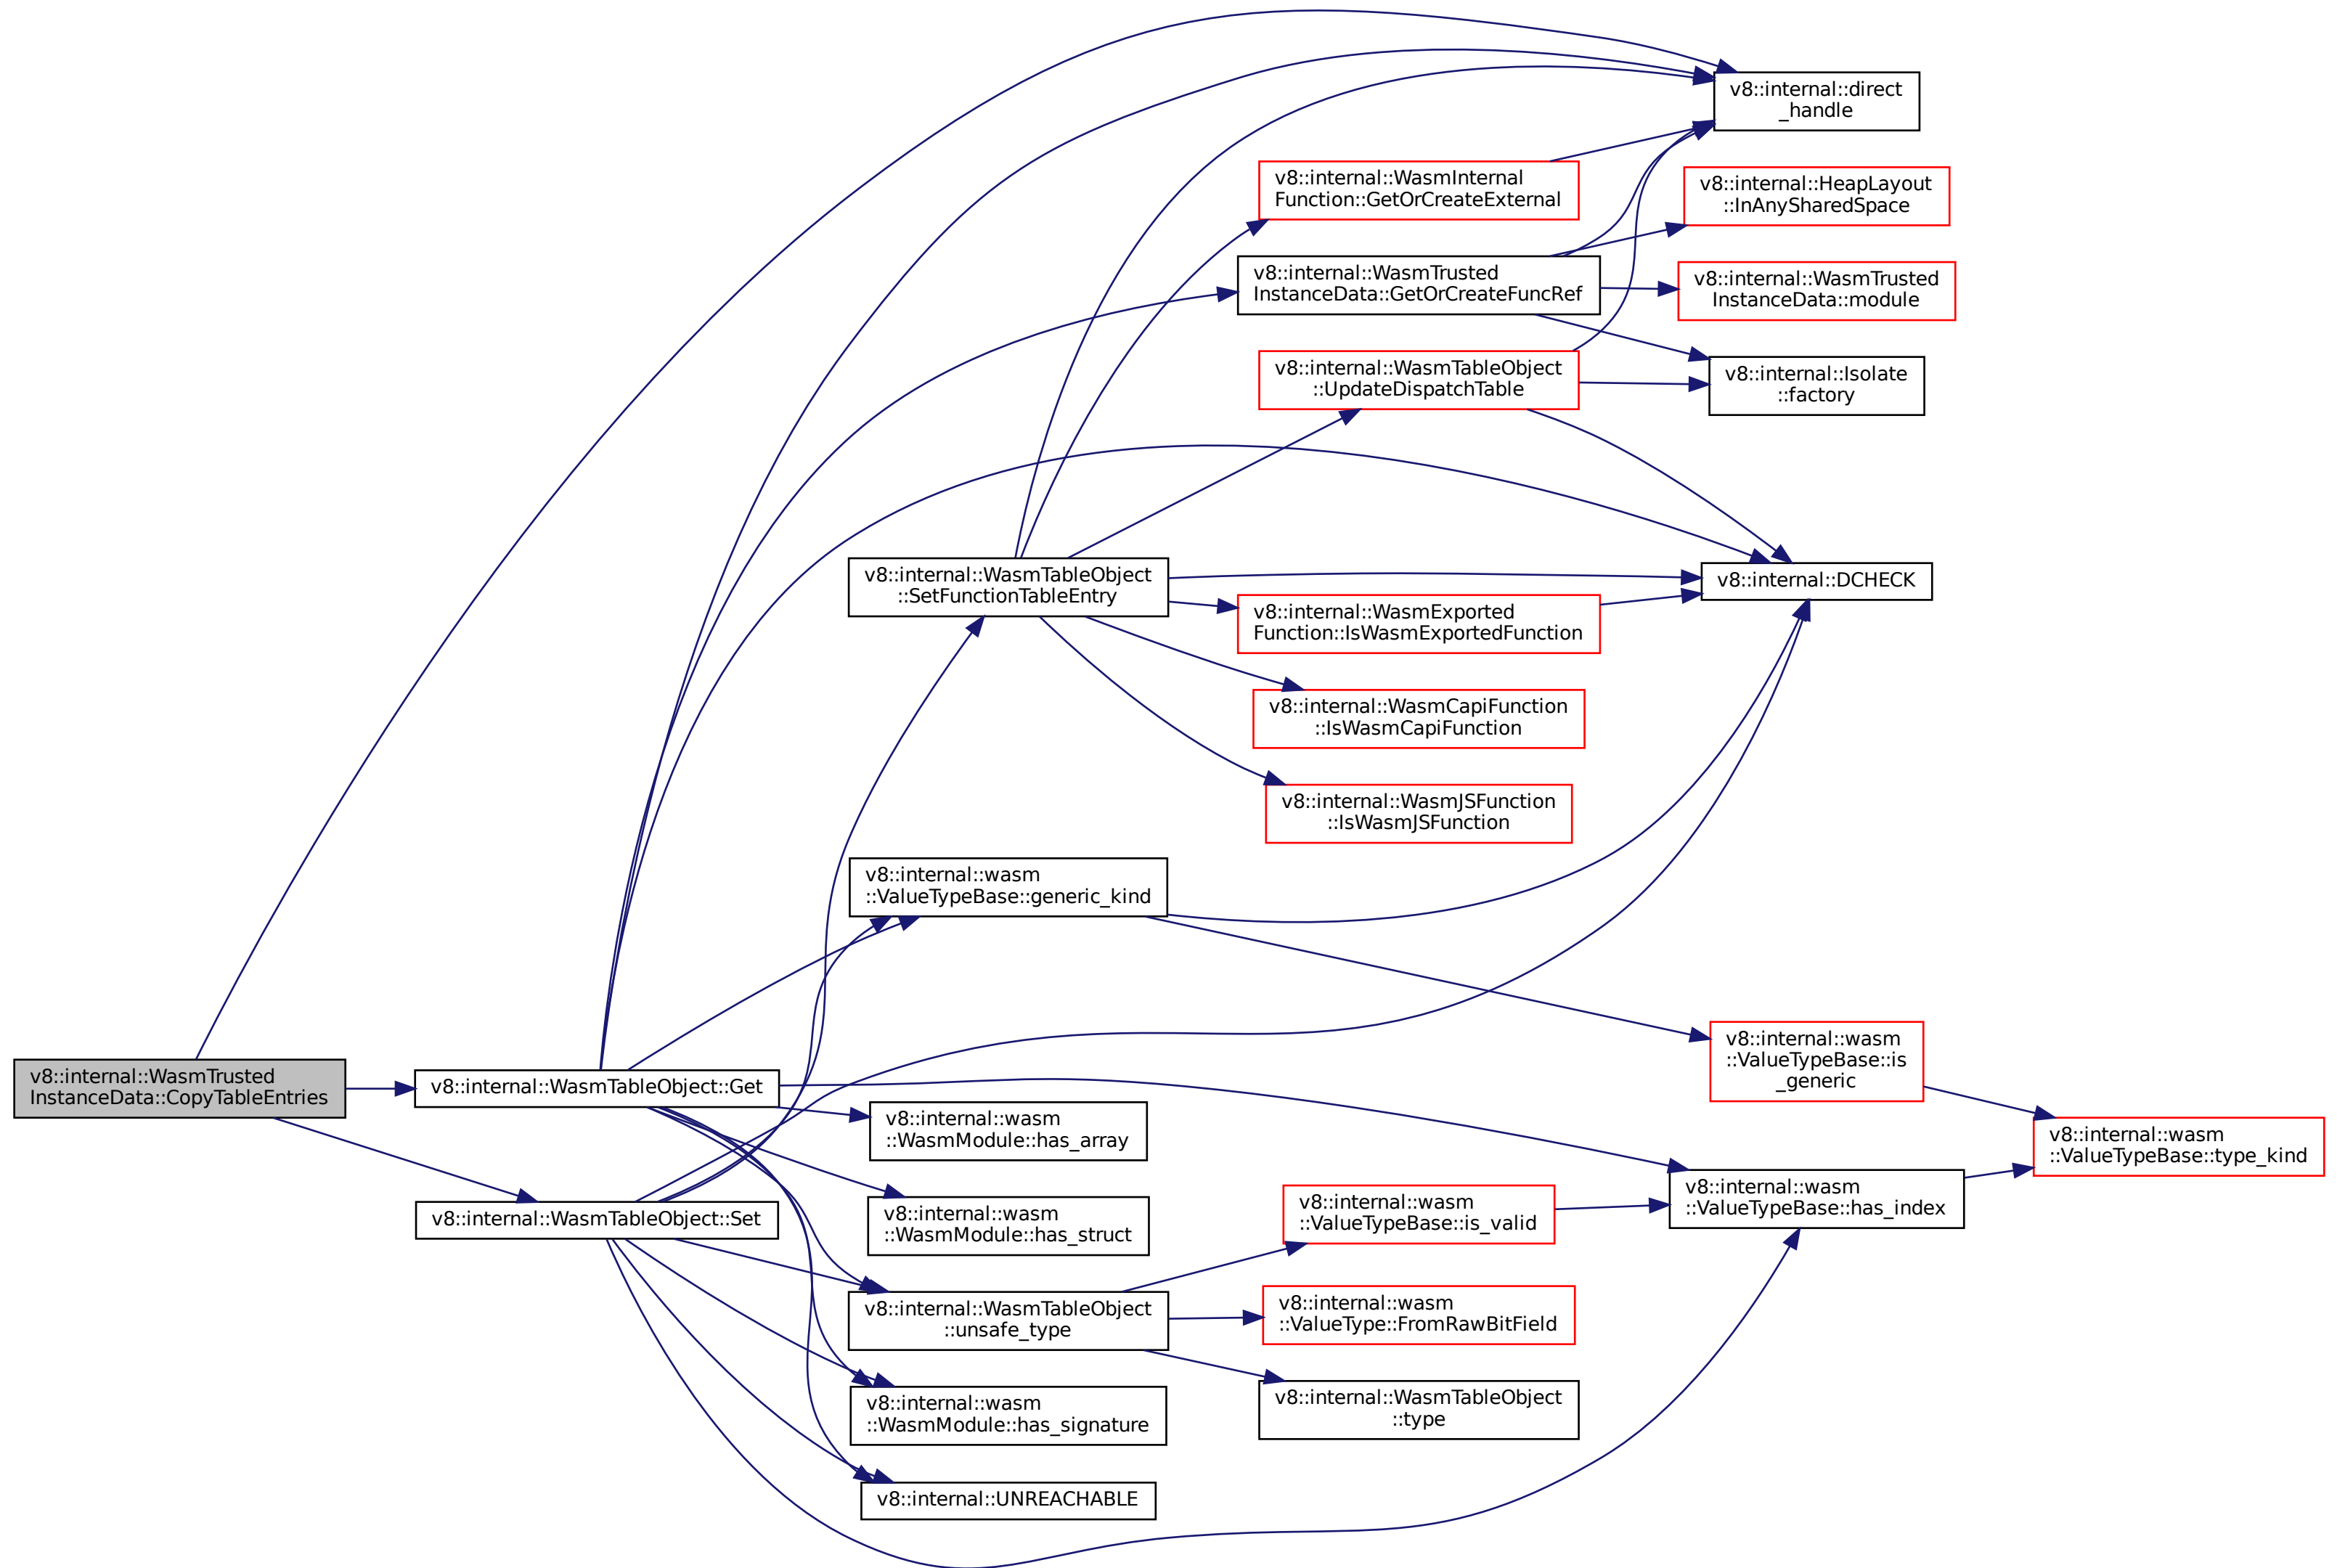 v8::internal::direct
_handle
v8::internal::WasmInternal
Function::GetOrCreateExternal
v8::internal::HeapLayout
::InAnySharedSpace
v8::internal::WasmTrusted
InstanceData::GetOrCreateFuncRef
v8::internal::WasmTrusted
InstanceData::module
v8::internal::WasmTableObject
::UpdateDispatchTable
v8::internal::Isolate
::factory
v8::internal::WasmTableObject
::SetFunctionTableEntry
v8::internal::DCHECK
v8::internal::WasmExported
Function::IsWasmExportedFunction
v8::internal::WasmCapiFunction
::IsWasmCapiFunction
v8::internal::WasmJSFunction
::IsWasmJSFunction
v8::internal::wasm
::ValueTypeBase::generic_kind
v8::internal::wasm
::ValueTypeBase::is
_generic
v8::internal::WasmTrusted
InstanceData::CopyTableEntries
v8::internal::WasmTableObject::Get
v8::internal::wasm
::WasmModule::has_array
v8::internal::wasm
::ValueTypeBase::type_kind
v8::internal::WasmTableObject::Set
v8::internal::wasm
::WasmModule::has_struct
v8::internal::wasm
::ValueTypeBase::is_valid
v8::internal::wasm
::ValueTypeBase::has_index
v8::internal::WasmTableObject
::unsafe_type
v8::internal::wasm
::ValueType::FromRawBitField
v8::internal::WasmTableObject
::type
v8::internal::wasm
::WasmModule::has_signature
v8::internal::UNREACHABLE